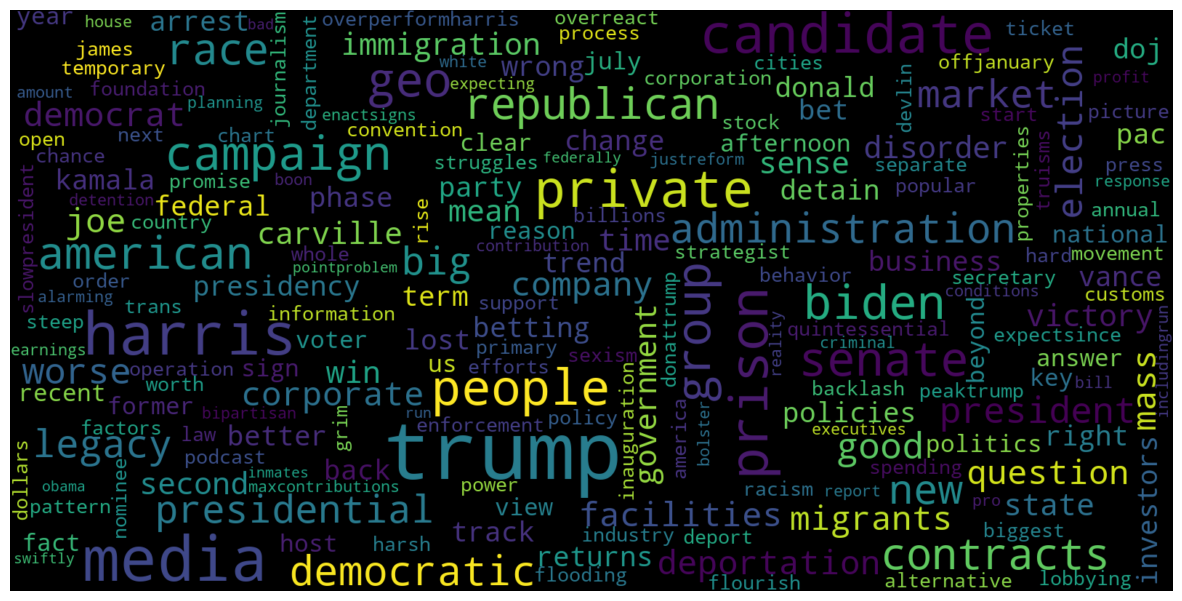 year house arrest bad overperformharris overreact process candidate ticket doj
james temporary race journalism department immigration white wrong july cities offjanuary
foundation geo expecting corporation donald market profit
amount democrat planning enactsigns republican bet devlin start election picture
open next chart convention clear change stock afternoon disorder pac
chance campaign struggles federally justreform sense separate properties truisms press
kamala promise phase party private detain popular response
detention boon federal rise mean billions annual
slowpresident joe country carville reason time administration national
whole contribution strategist hard movement
american pointproblem big trend business behavior secretary vance
order alarming presidency term company group biden conditions customs
trans information support victory
steep harris voter lost betting government donattrump prison quintessential beyond expectsince
earnings primary sexism reality criminal senate answer includingrun
worse operation sign win us efforts backlash peaktrump key bill mass
recent worth people inauguration
former bipartisan corporate run enforcement policy america bolster policies executives president
factors law better grim trump good politics right
legacy podcast back spending investors
dollars nominee inmates question
obama second maxcontributions power racism report pro new state
pattern presidential view facilities migrants biggest
fact host track industry deport
swiftly media harsh returns deportation contracts
democratic flooding flourish alternative lobbying